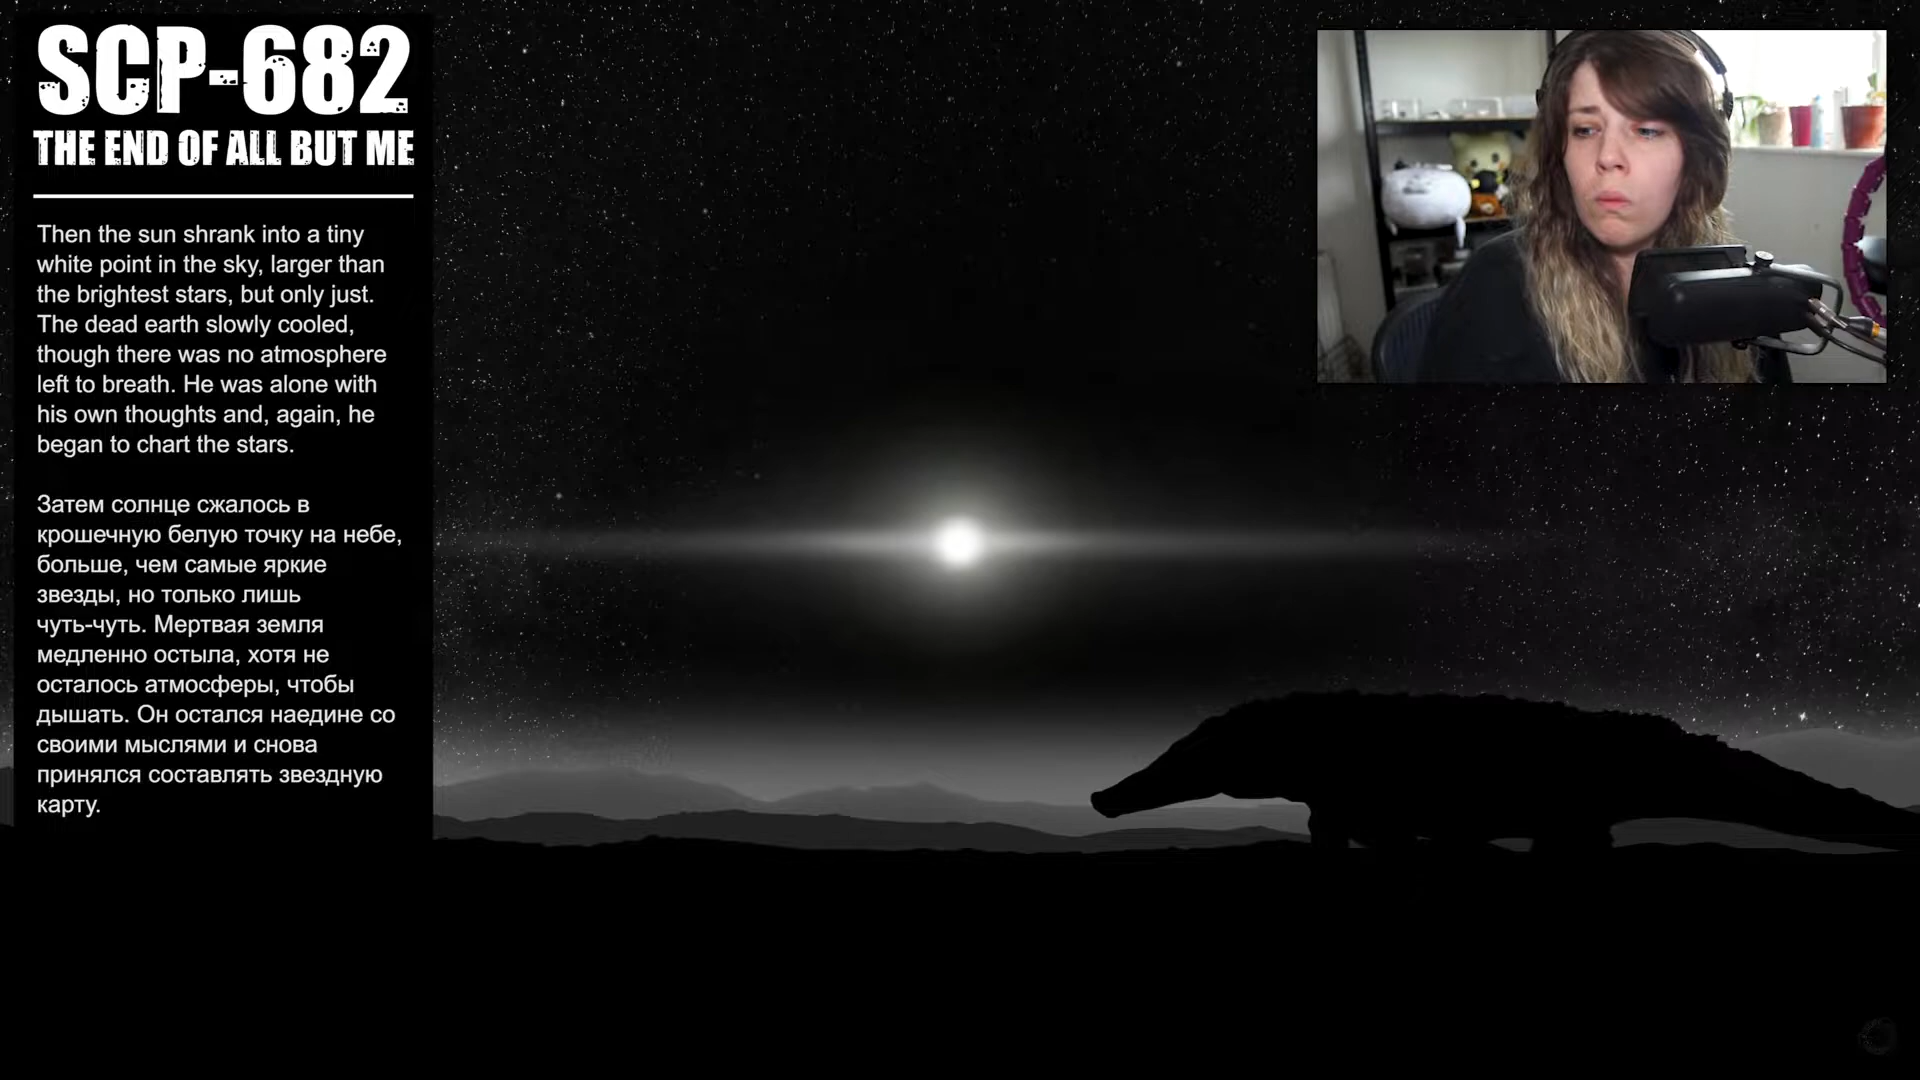 SCP-682
THE END OF ALL BUT ME
Then the sun shrank into a tiny
white point in the sky, larger than
the brightest stars, but only just.
The dead earth slowly cooled,
though there was no atmosphere
left to breath. He was alone with
his own thoughts and, again, he
began to chart the stars.
Затем солнце сжалось в
крошечную белую точку на небе,
больше, чем самые яркие
звезды, но только лишь
чуть-чуть. Мертвая земля
медленно остыла, хотя не
осталось атмосферы, чтобы
дышать. Он остался наедине со
своими мыслями и снова
принялся составлять звездную
карту.